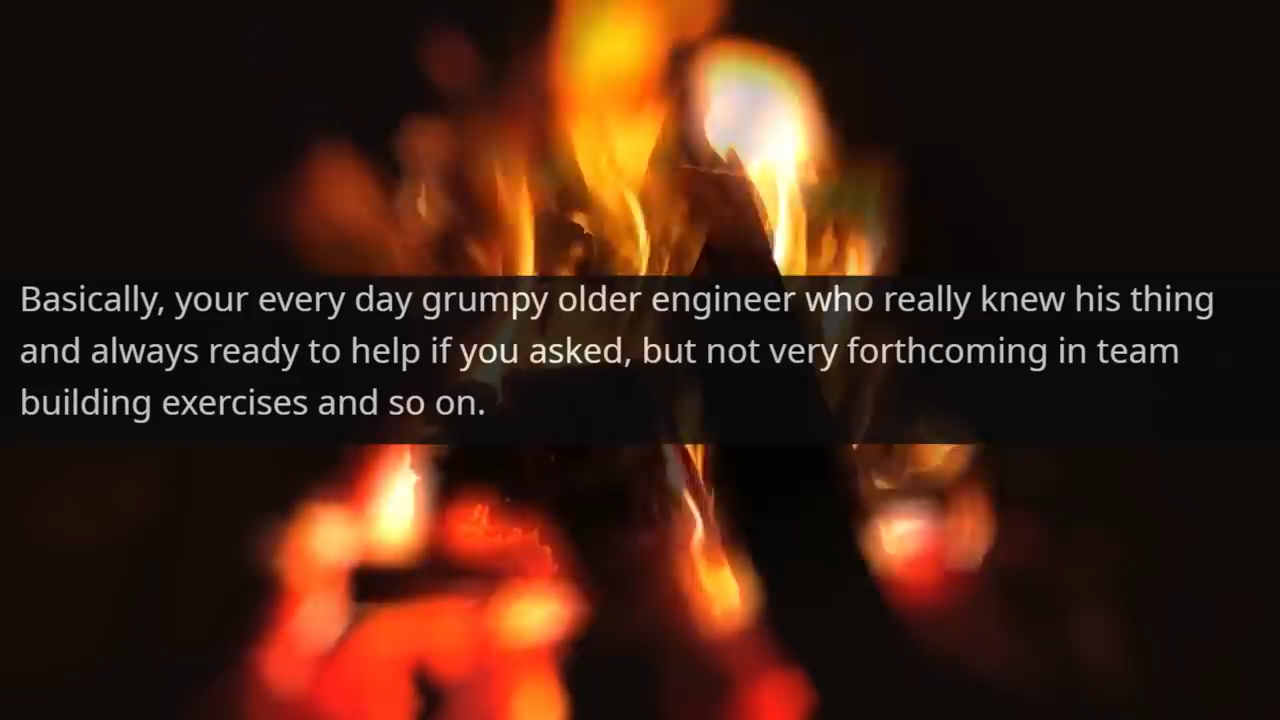 Basically, your every day grumpy older engineer who really knew his thing
and always ready to help if you asked, but not very forthcoming in team
building exercises and so on.